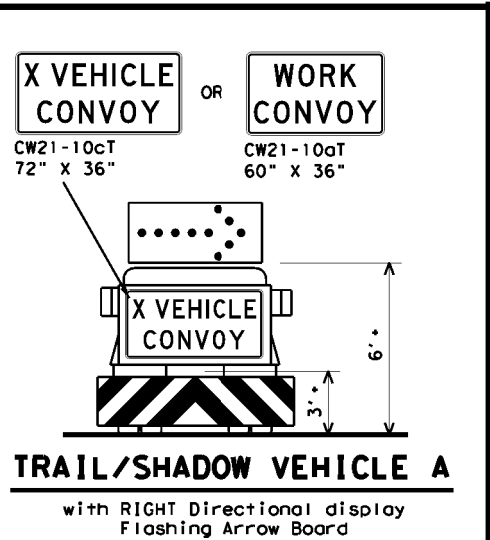 X VEHICLE
CONVOY
OR
WORK
CONVOY
CW21-10cT
72" X 36"
CW21-10aT
60" X 36"
X VEHICLE
CONVOY
6' +
3' +
TRAIL/SHADOW VEHICLE A
with RIGHT Directional display
Flashing Arrow Board